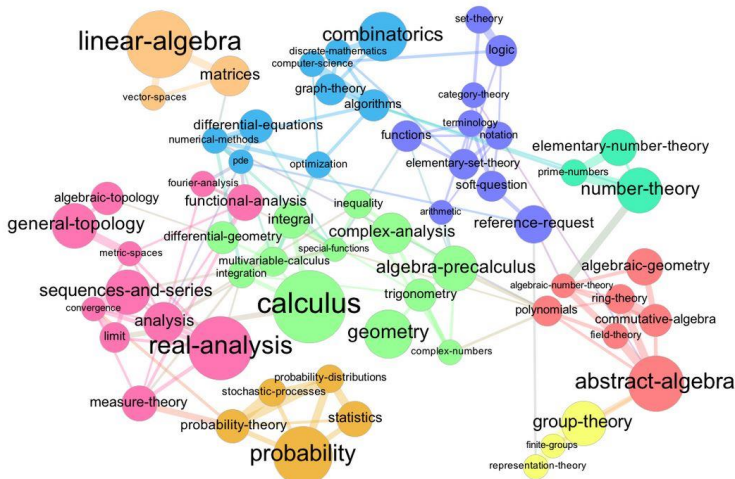 set-theory
linear-algebra
combinatorics
discrete-mathematics
logic
computer-science
matrices
graph-theory
category-theory
vector-spaces
algorithms
terminology
differential-equations
functions
notation
numerical-methods
elementary-number-theory
pde
optimization
elementary-set-theory
prime-numbers
fourier-analysis
soft-question
number-theory
algebraic-topology
functional-analysis
inequality
arithmetic
general-topology
integral
reference-request
differential-geometry
complex-analysis
special-functions
metric-spaces
multivariable-calculus
algebra-precalculus
algebraic-geometry
sequences-and-series
integration
algebraic-number-theory
convergence
trigonometry
ring-theory
calculus
polynomials
analysis
commutative-algebra
geometry
field-theory
limit
real-analysis
complex-numbers
probability-distributions
abstract-algebra
stochastic-processes
measure-theory
statistics
probability-theory
group-theory
probability
finite-groups
representation-theory